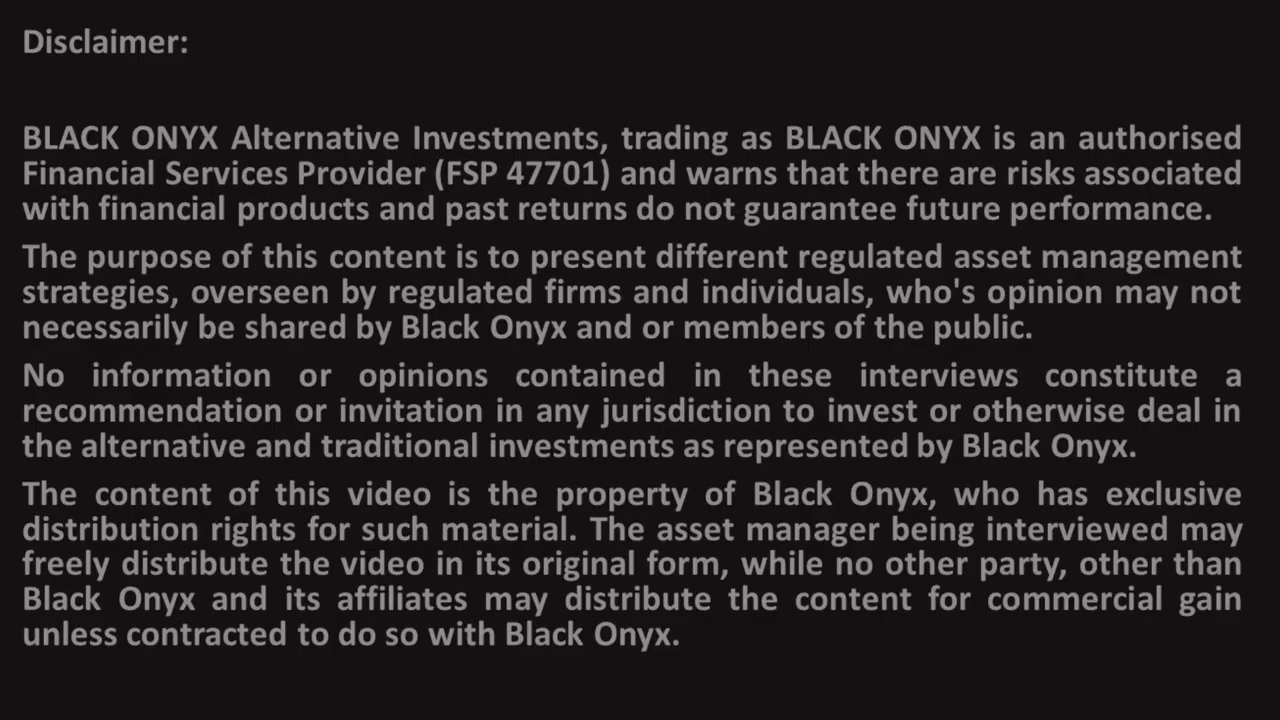 Disclaimer:
BLACK ONYX Alternative Investments, trading as BLACK ONYX is an authorised
Financial Services Provider (FSP 47701) and warns that there are risks associated
with financial products and past returns do not guarantee future performance.
The purpose of this content is to present different regulated asset management
strategies, overseen by regulated firms and individuals, who's opinion may not
necessarily be shared by Black Onyx and or members of the public.
No information or opinions contained in these interviews constitute a
recommendation or invitation in any jurisdiction to invest or otherwise deal in
the alternative and traditional investments as represented by Black Onyx.
The content of this video is the property of Black Onyx, who has exclusive
distribution rights for such material. The asset manager being interviewed may
freely distribute the video in its original form, while no other party, other than
Black Onyx and its affiliates may distribute the content for commercial gain
unless contracted to do so with Black Onyx.